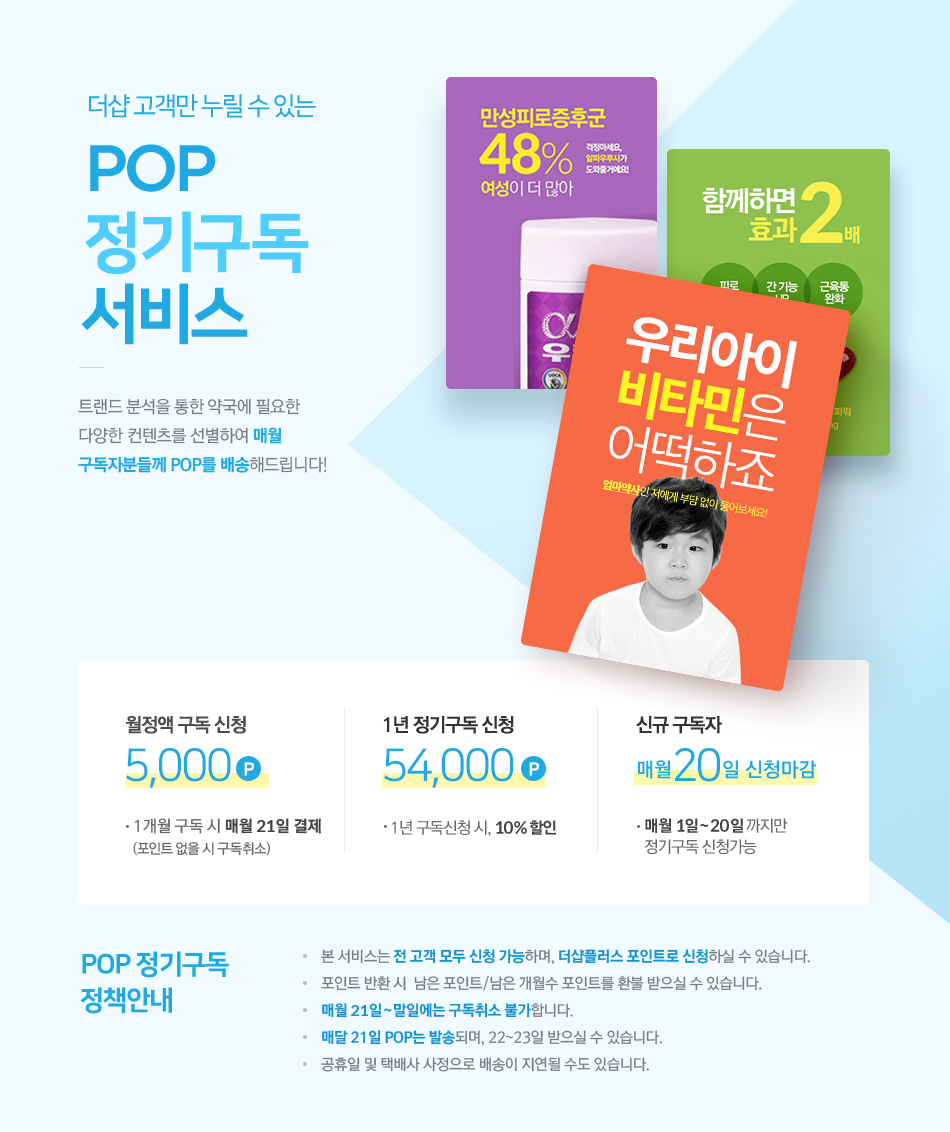 더샵 고객만 누릴 수 있는
POP
정기구독
서비스
트랜드 분석을 통한 약국에 필요한
다양한 컨텐츠를 선별하여 매월
구독자분들께 POP를 배송해드립니다!
만성피로증후군
48%
여성이 더 많아
걱정마세요,
알파우루사가
도와줄거에요!
함께하면
효과 2배
피로
간 기능
근육통
완화
파워
우리아이
비타민은
어떡하죠
엄마약사인 저에게 부담 없이 물어보세요!
월정액 구독 신청
5,000 P
· 1개월 구독 시 매월 21일 결제
(포인트 없을 시 구독취소)
1년 정기구독 신청
54,000 P
· 1년 구독신청 시, 10% 할인
신규 구독자
매월 20일 신청마감
· 매월 1일~20일 까지만
정기구독 신청가능
POP 정기구독
정책안내
• 본 서비스는 전 고객 모두 신청 가능하며, 더샵플러스 포인트로 신청하실 수 있습니다.
• 포인트 반환 시 남은 포인트/남은 개월수 포인트를 환불 받으실 수 있습니다.
• 매월 21일~말일에는 구독취소 불가합니다.
• 매달 21일 POP는 발송되며, 22~23일 받으실 수 있습니다.
• 공휴일 및 택배사 사정으로 배송이 지연될 수도 있습니다.